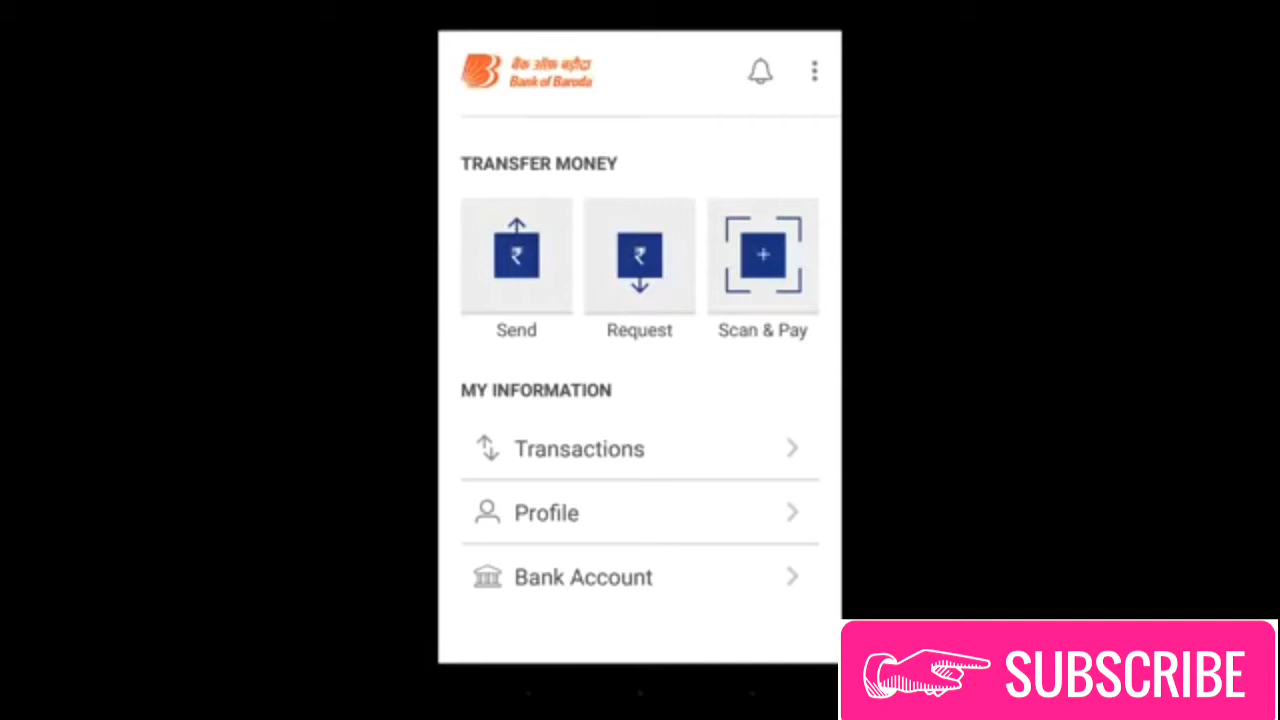 बैंक ऑफ़ बड़ौदा
Bank of Baroda
TRANSFER MONEY
₹ ₹ +
Send Request Scan & Pay
MY INFORMATION
Transactions
Profile
Bank Account
SUBSCRIBE